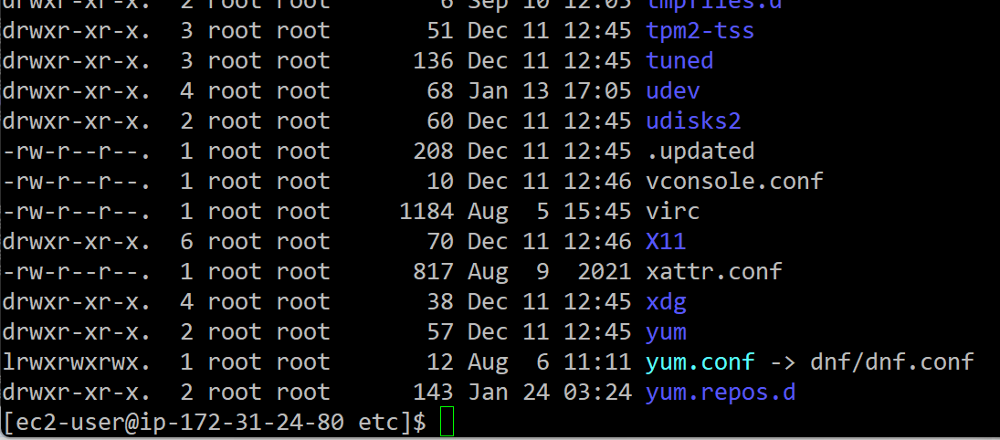 drwxr-xr-x.  2 root root        6 Sep 10 12:05 tmpfiles.d
drwxr-xr-x.  3 root root       51 Dec 11 12:45 tpm2-tss
drwxr-xr-x.  3 root root      136 Dec 11 12:45 tuned
drwxr-xr-x.  4 root root       68 Jan 13 17:05 udev
drwxr-xr-x.  2 root root       60 Dec 11 12:45 udisks2
-rw-r--r--.  1 root root      208 Dec 11 12:45 .updated
-rw-r--r--.  1 root root       10 Dec 11 12:46 vconsole.conf
-rw-r--r--.  1 root root     1184 Aug  5 15:45 virc
drwxr-xr-x.  6 root root       70 Dec 11 12:46 X11
-rw-r--r--.  1 root root      817 Aug  9  2021 xattr.conf
drwxr-xr-x.  4 root root       38 Dec 11 12:45 xdg
drwxr-xr-x.  2 root root       57 Dec 11 12:45 yum
lrwxrwxrwx.  1 root root       12 Aug  6 11:11 yum.conf -> dnf/dnf.conf
drwxr-xr-x.  2 root root      143 Jan 24 03:24 yum.repos.d
[ec2-user@ip-172-31-24-80 etc]$